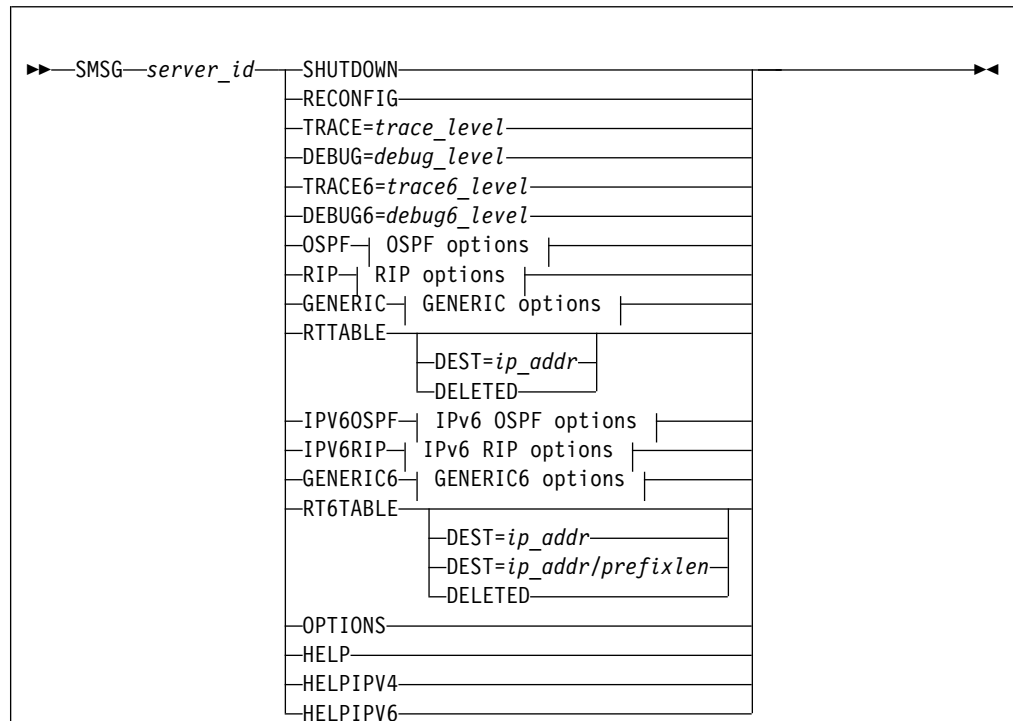 SMSG server_id SHUTDOWN
RECONFIG
TRACE=trace_level
DEBUG=debug_level
TRACE6=trace6_level
DEBUG6=debug6_level
OSPF OSPF options
RIP RIP options
GENERIC GENERIC options
RTTABLE
DEST=ip_addr
DELETED
IPV6OSPF IPv6 OSPF options
IPV6RIP IPv6 RIP options
GENERIC6 GENERIC6 options
RT6TABLE
DEST=ip_addr
DEST=ip_addr/prefixlen
DELETED
OPTIONS
HELP
HELPIPV4
HELPIPV6